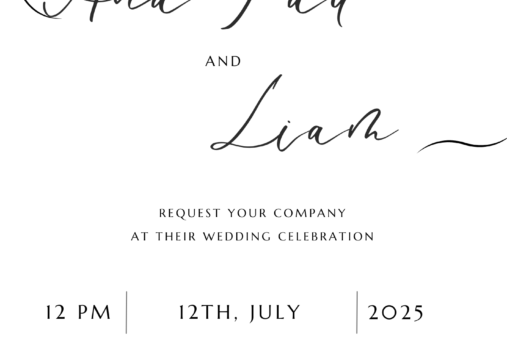 AND
Liam
REQUEST YOUR COMPANY
AT THEIR WEDDING CELEBRATION
12 PM 12TH, JULY 2025